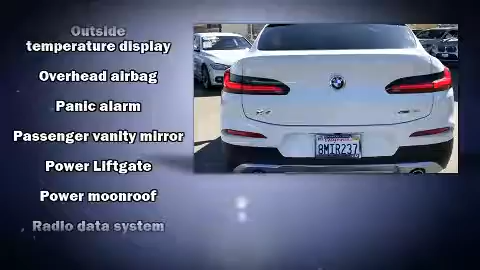 Outside
temperature display
Overhead airbag
Panic alarm
Passenger vanity mirror
Power Liftgate
Power moonroof
Radio data system
8MIR237